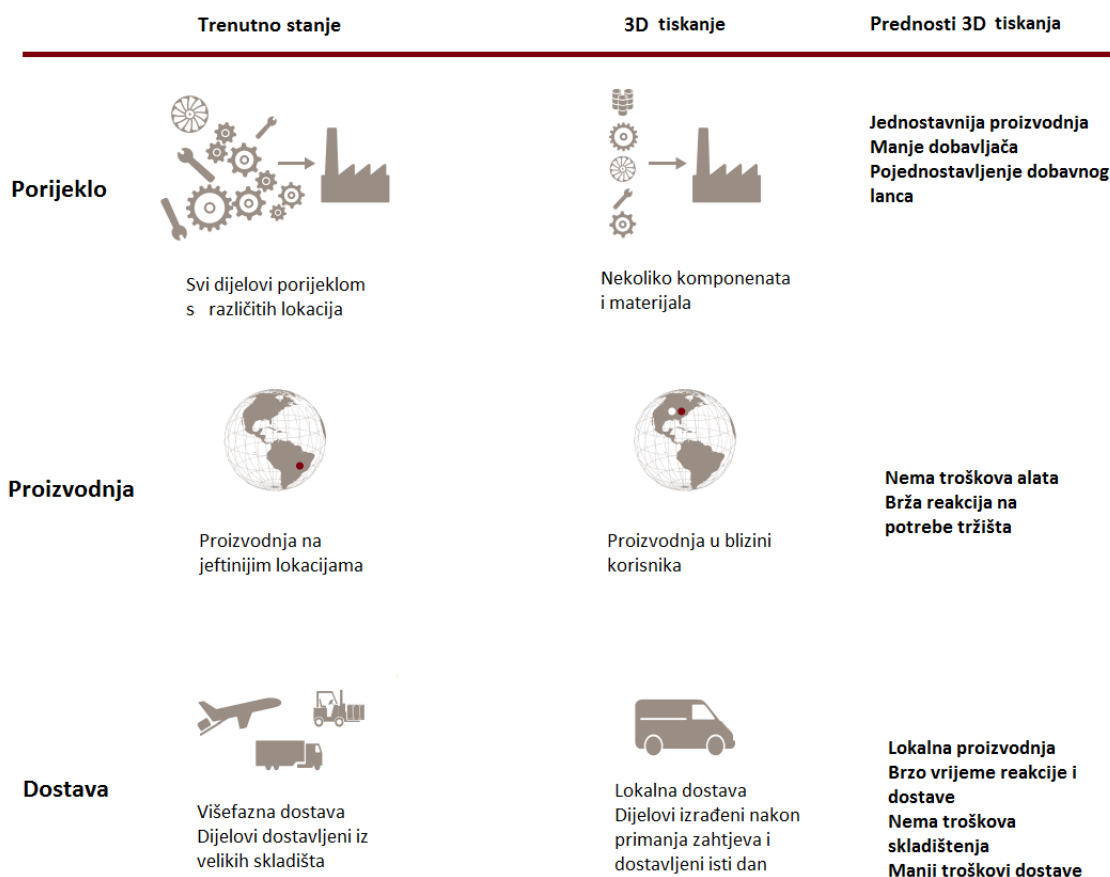 Trenutno stanje
3D tiskanje
Prednosti 3D tiskanja
Porijeklo
Svi dijelovi porijeklom
s različitih lokacija
Nekoliko komponenata
i materijala
Jednostavnija proizvodnja
Manje dobavljača
Pojednostavljenje dobavnog
lanca
Proizvodnja
Proizvodnja na
jeftinijim lokacijama
Proizvodnja u blizini
korisnika
Nema troškova alata
Brža reakcija na
potrebe tržišta
Dostava
Višefazna dostava
Dijelovi dostavljeni iz
velikih skladišta
Lokalna dostava
Dijelovi izrađeni nakon
primanja zahtjeva i
dostavljeni isti dan
Lokalna proizvodnja
Brzo vrijeme reakcije i
dostave
Nema troškova
skladištenja
Manji troškovi dostave